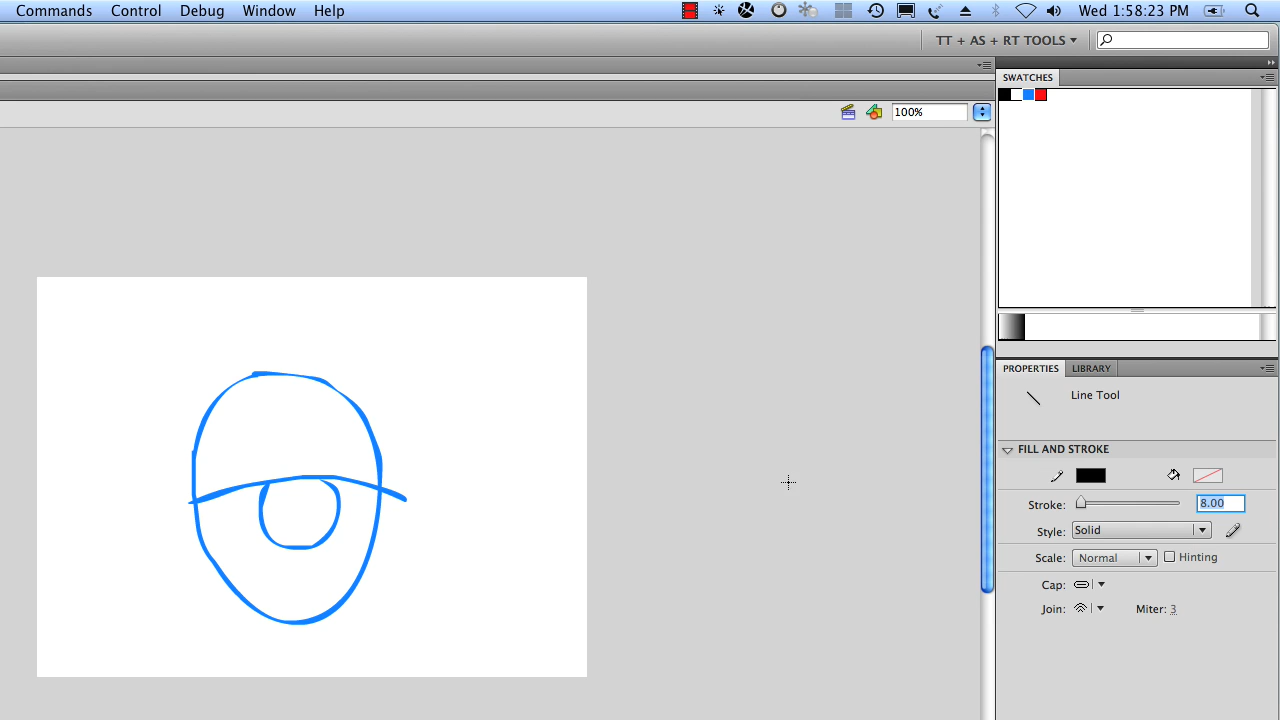 Commands Control Debug Window Help Wed 1:58:23 PM
TT + AS + RT TOOLS
SWATCHES
100%
PROPERTIES LIBRARY
Line Tool
FILL AND STROKE
Stroke: 8.00
Style: Solid
Scale: Normal Hinting
Cap:
Join: Miter: 3